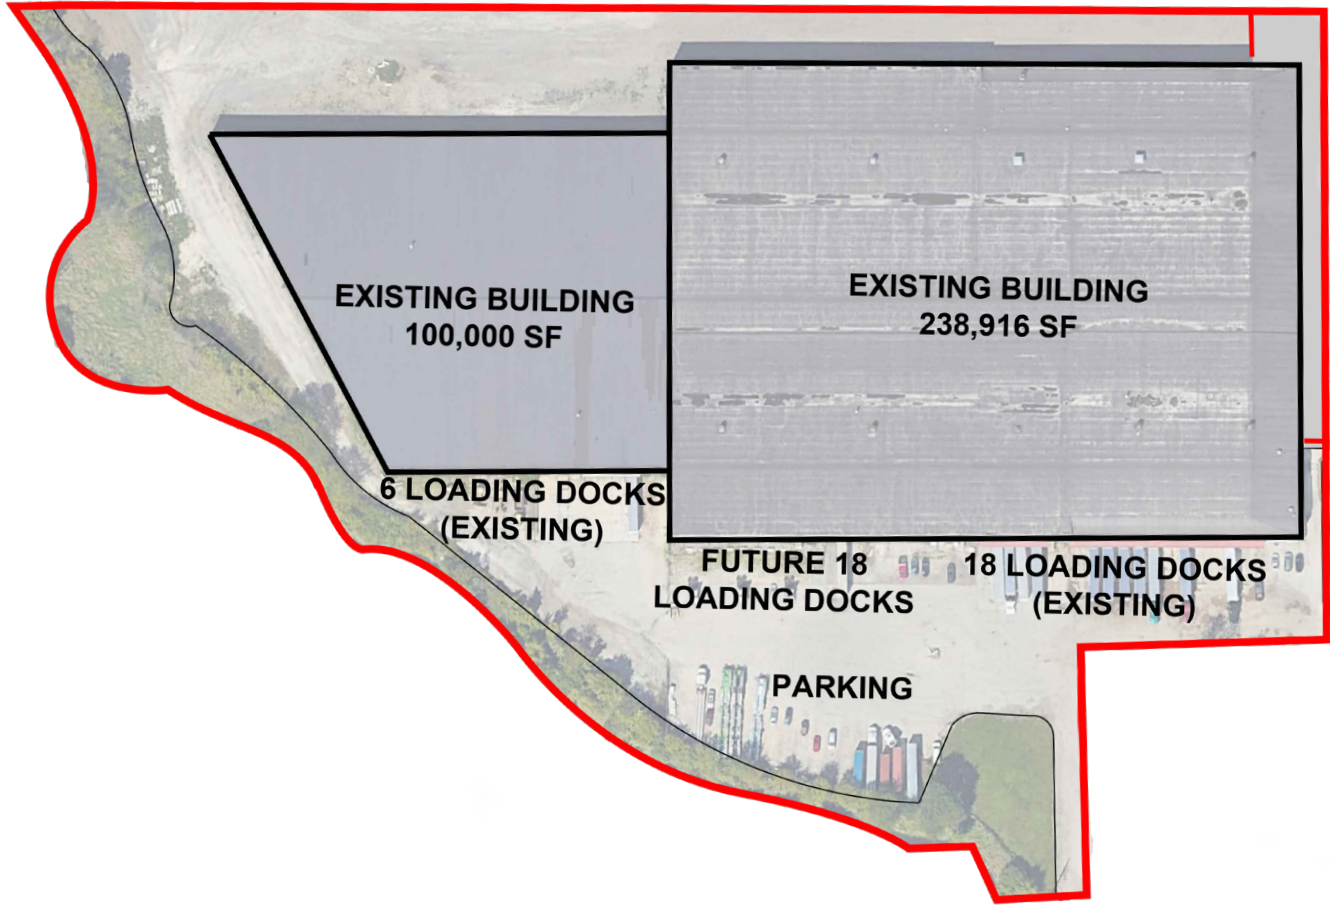 EXISTING BUILDING
100,000 SF
EXISTING BUILDING
238,916 SF
6 LOADING DOCKS
(EXISTING)
FUTURE 18
LOADING DOCKS
18 LOADING DOCKS
(EXISTING)
PARKING